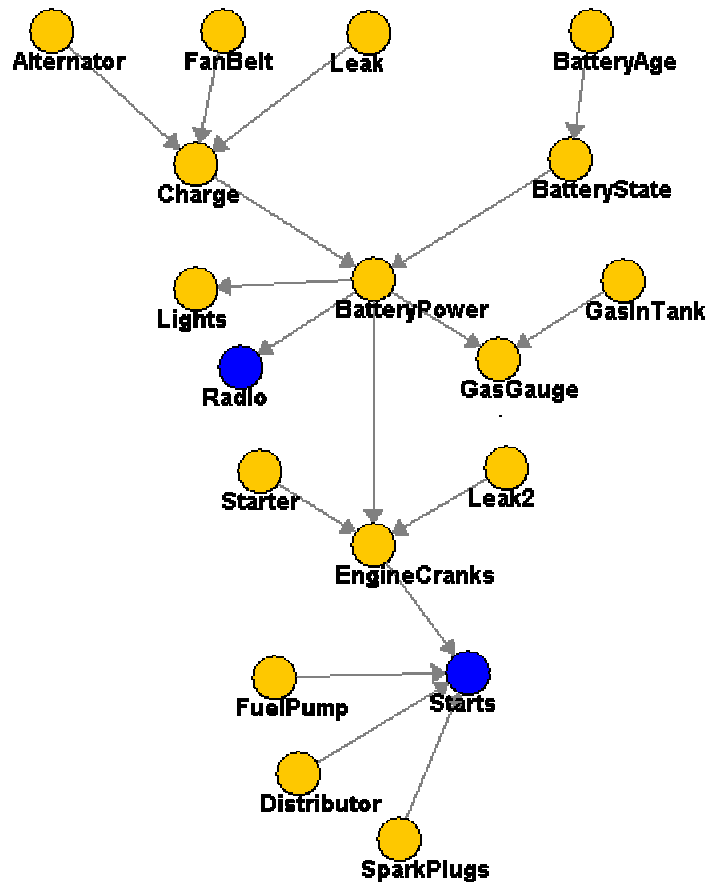 Alternator
FanBelt
Leak
BatteryAge
Charge
BatteryState
Lights
BatteryPower
GasInTank
Radio
GasGauge
Starter
Leak2
EngineCranks
FuelPump
Starts
Distributor
SparkPlugs